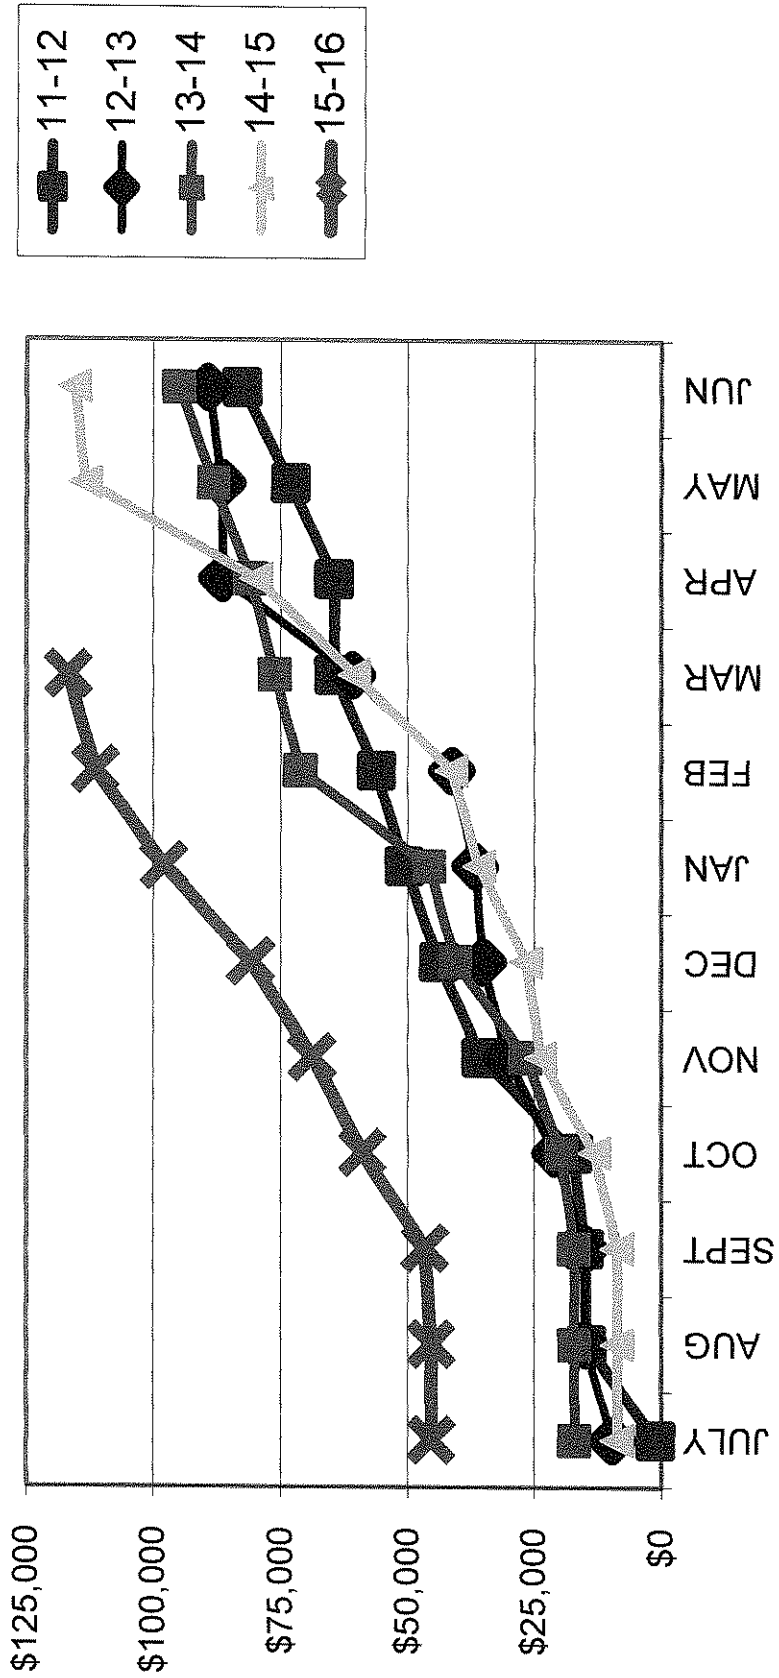 $125,000
$100,000
$75,000
$50,000
$25,000
$0
JULY
AUG
SEPT
OCT
NOV
DEC
JAN
FEB
MAR
APR
MAY
JUN
11-12
12-13
13-14
14-15
15-16